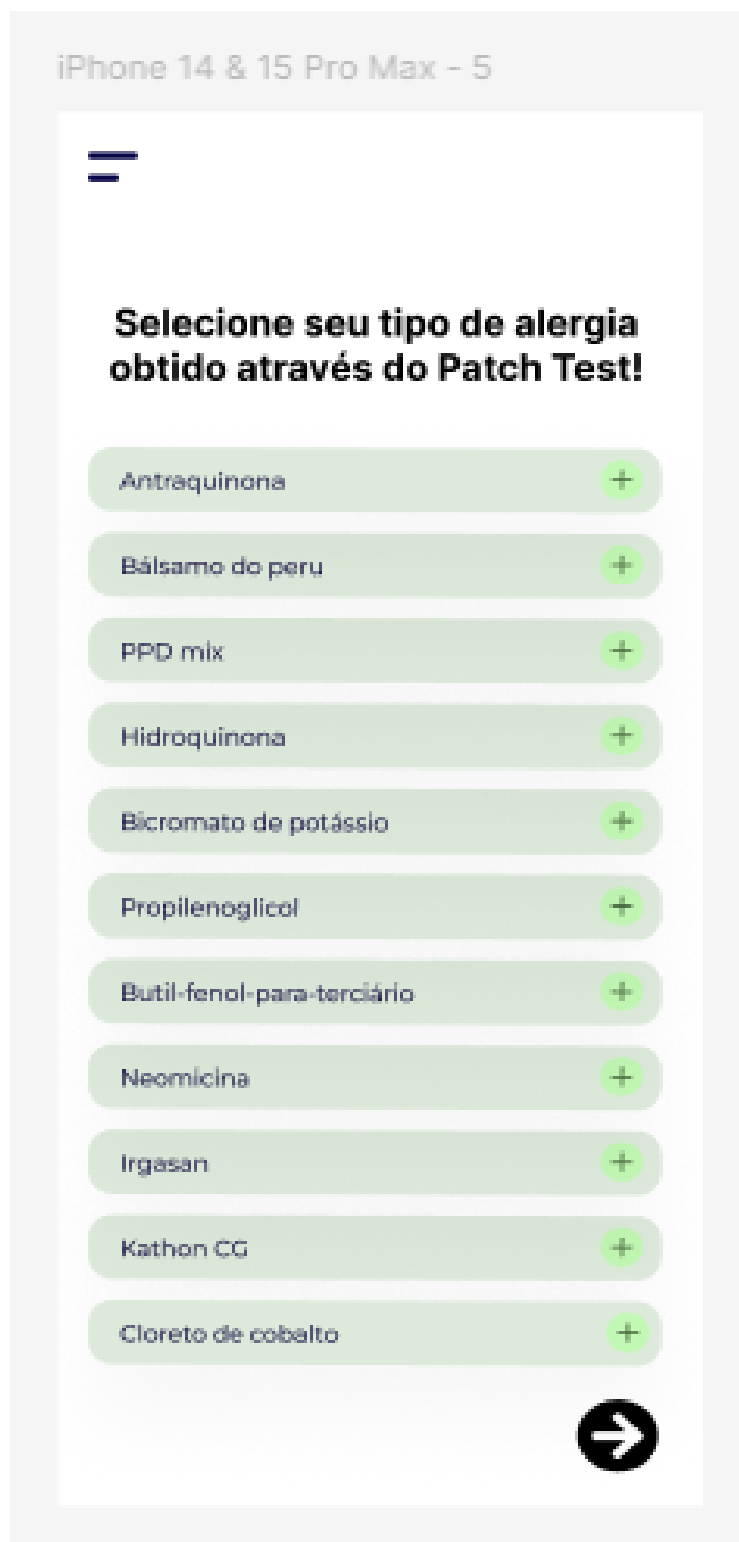 iPhone 14 & 15 Pro Max - 5
Selecione seu tipo de alergia
obtido através do Patch Test!
Antraquinona
Bálsamo do peru
PPD mix
Hidroquinona
Bicromato de potássio
Propilenoglicol
Butil-fenol-para-terciário
Neomicina
Irgasan
Kathon CG
Cloreto de cobalto